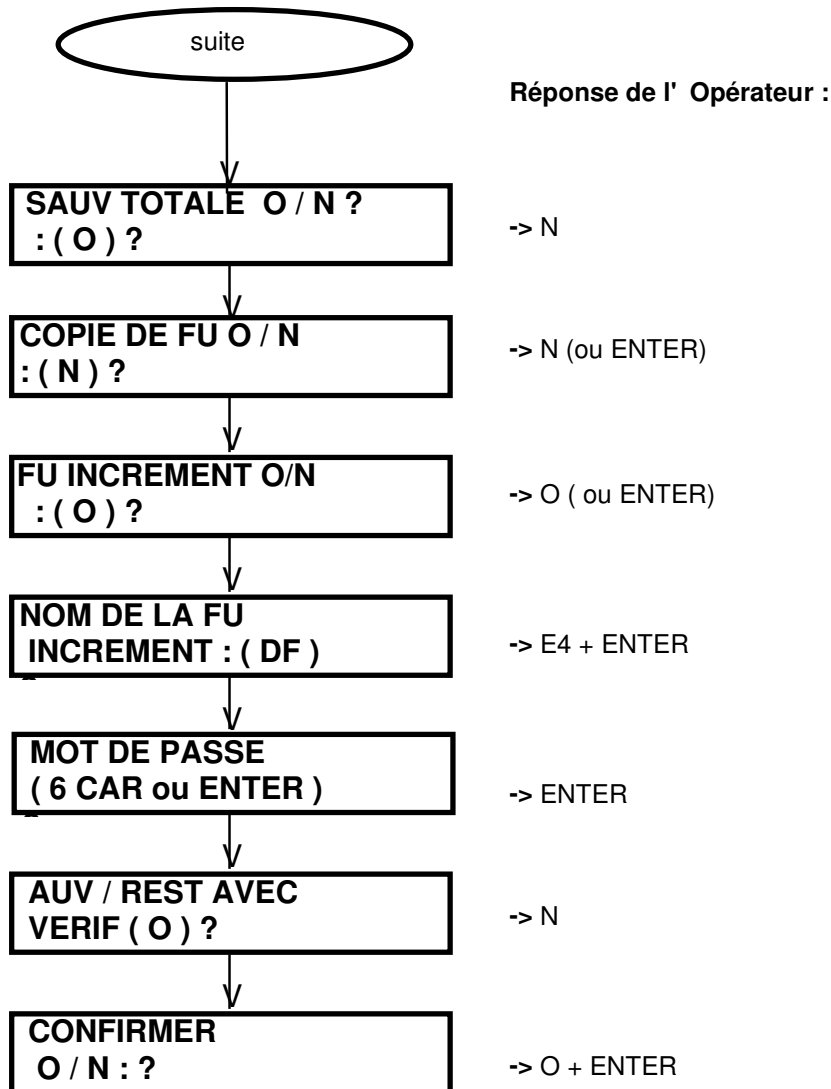 suite
Réponse de l' Opérateur :
SAUV TOTALE O / N ?
: ( O ) ?
-> N
COPIE DE FU O / N
: ( N ) ?
-> N (ou ENTER)
FU INCREMENT O/N
: ( O ) ?
-> O ( ou ENTER)
NOM DE LA FU
INCREMENT : ( DF )
-> E4 + ENTER
MOT DE PASSE
( 6 CAR ou ENTER )
-> ENTER
AUV / REST AVEC
VERIF ( O ) ?
-> N
CONFIRMER
O / N : ?
-> O + ENTER